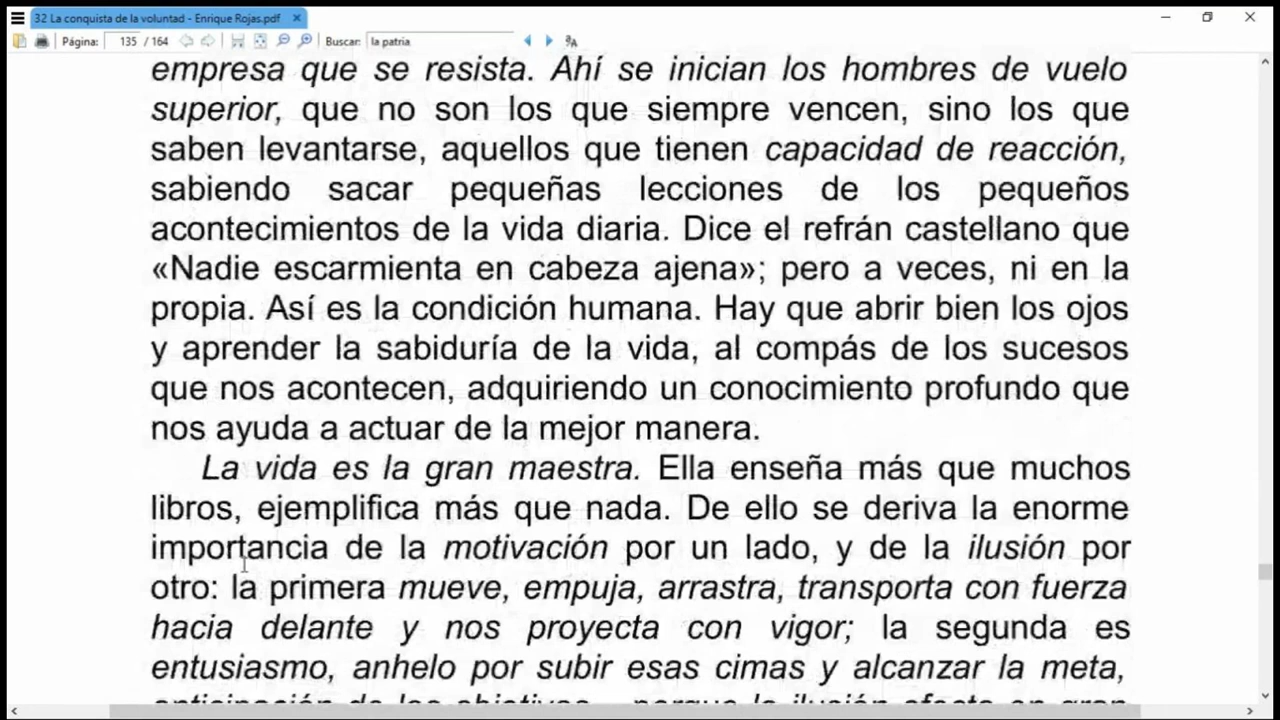 32 La conquista de la voluntad - Enrique Rojas.pdf
Página: 135 / 164 Buscar: la patria
empresa que se resista. Ahí se inician los hombres de vuelo
superior, que no son los que siempre vencen, sino los que
saben levantarse, aquellos que tienen capacidad de reacción,
sabiendo sacar pequeñas lecciones de los pequeños
acontecimientos de la vida diaria. Dice el refrán castellano que
«Nadie escarmienta en cabeza ajena»; pero a veces, ni en la
propia. Así es la condición humana. Hay que abrir bien los ojos
y aprender la sabiduría de la vida, al compás de los sucesos
que nos acontecen, adquiriendo un conocimiento profundo que
nos ayuda a actuar de la mejor manera.
La vida es la gran maestra. Ella enseña más que muchos
libros, ejemplifica más que nada. De ello se deriva la enorme
importancia de la motivación por un lado, y de la ilusión por
otro: la primera mueve, empuja, arrastra, transporta con fuerza
hacia delante y nos proyecta con vigor; la segunda es
entusiasmo, anhelo por subir esas cimas y alcanzar la meta,